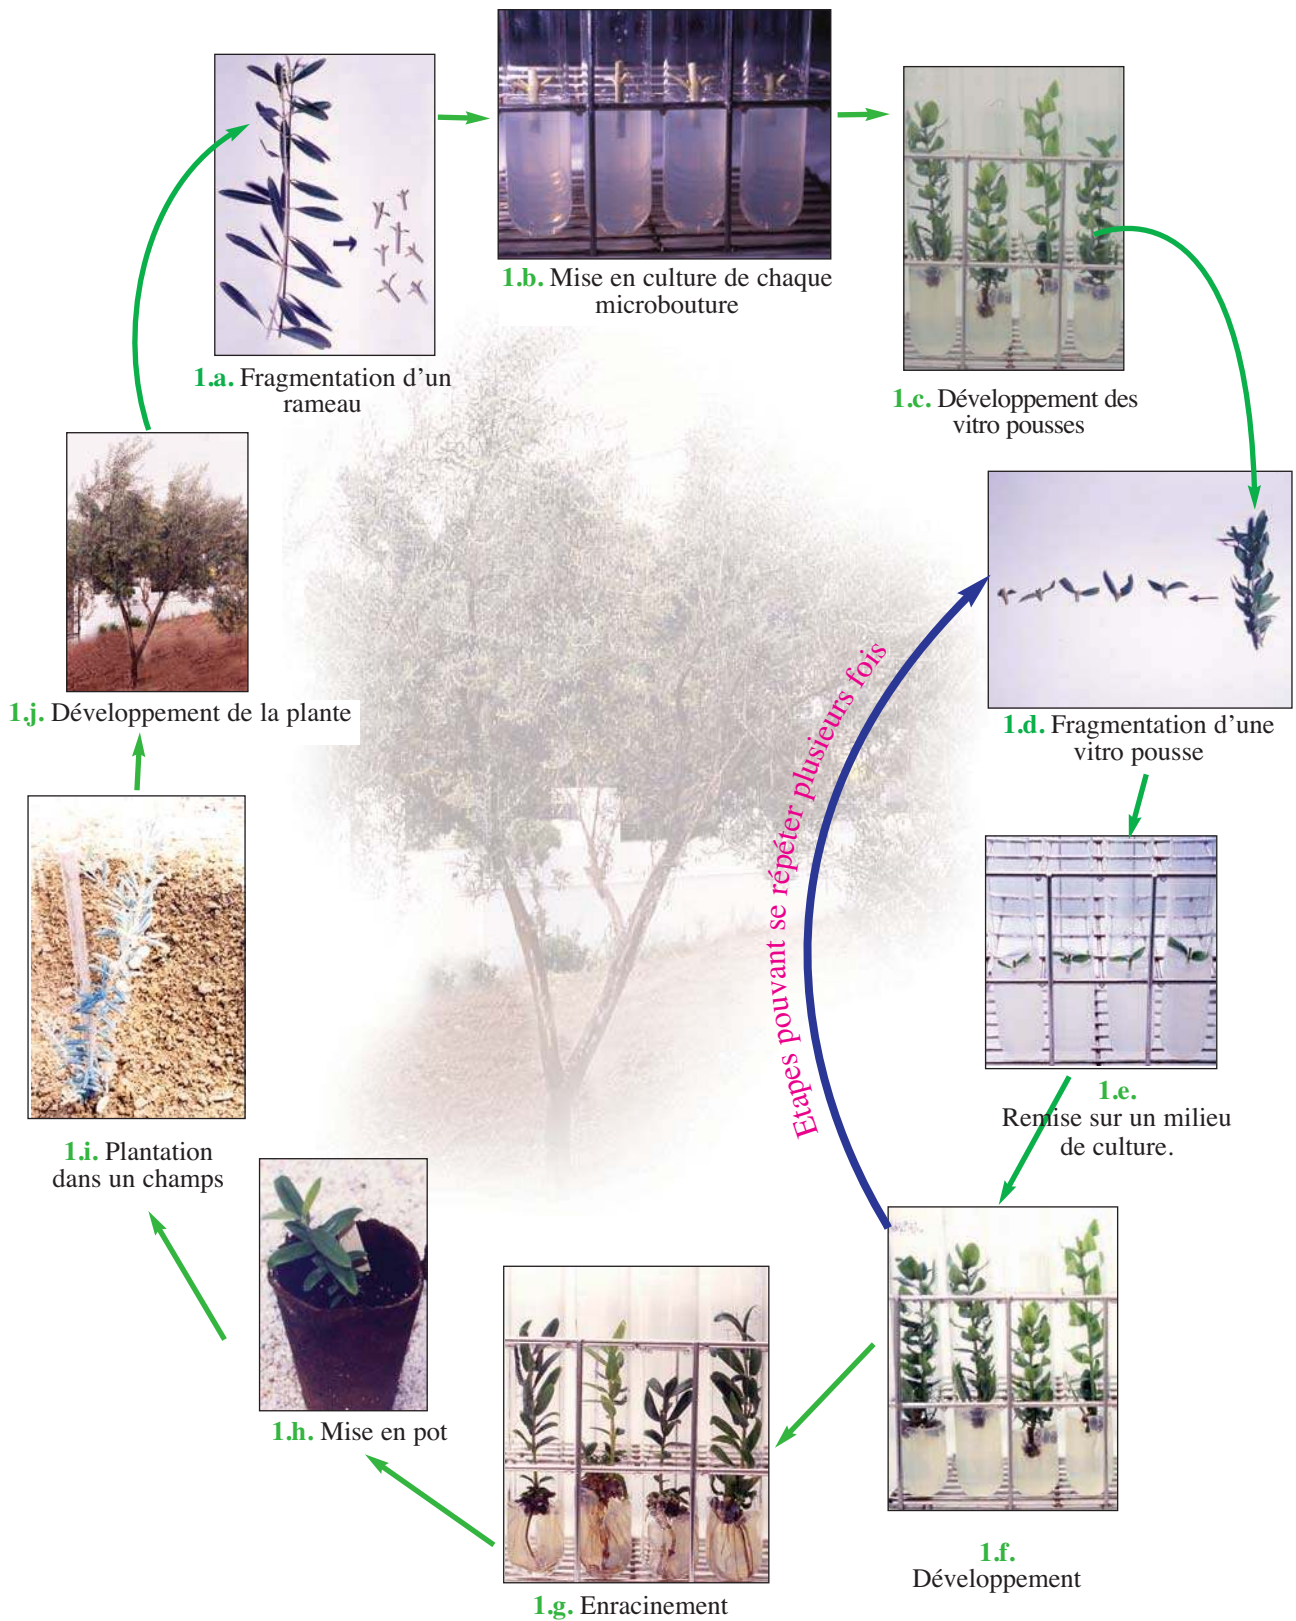 1.a. Fragmentation d'un
rameau
1.b. Mise en culture de chaque
microbouture
1.c. Développement des
vitro pousses
1.d. Fragmentation d'une
vitro pousse
1.e.
Remise sur un milieu
de culture.
1.f.
Développement
Etapes pouvant se répéter plusieurs fois
1.g. Enracinement
1.h. Mise en pot
1.i. Plantation
dans un champs
1.j. Développement de la plante